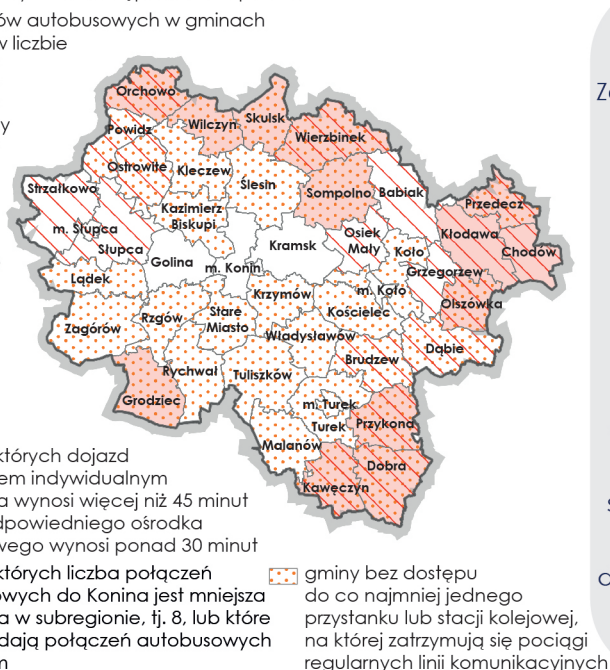 ów autobusowych w gminach
w liczbie
y
Orchowo
Powidz
Wilczyn
Skulsk
Wierzbinek
Ostrowite
Kleczew
Ślesin
Strzałkowo
Sompolno
Babiak
Przedecz
Kazimierz
Biskupi
m. Słupca
Słupca
Golina
m. Konin
Kramsk
Osiek
Mały
Koło
Kłodawa
Chodów
Grzegorzew
Lądek
Krzymów
m. Koło
Olszówka
Zagórów
Rzgów
Stare
Miasto
Kościelec
Władysławów
Dąbie
Rychwał
Tuliszków
Brudzew
Grodziec
m. Turek
Turek
Przykona
Malanów
Dobra
Kawęczyn
których dojazd
em indywidualnym
a wynosi więcej niż 45 minut
dpowiedniego ośrodka
wego wynosi ponad 30 minut
których liczba połączeń
owych do Konina jest mniejsza
a w subregionie, tj. 8, lub które
dają połączeń autobusowych
m
gminy bez dostępu
do co najmniej jednego
przystanku lub stacji kolejowej,
na której zatrzymują się pociągi
regularnych linii komunikacyjnych